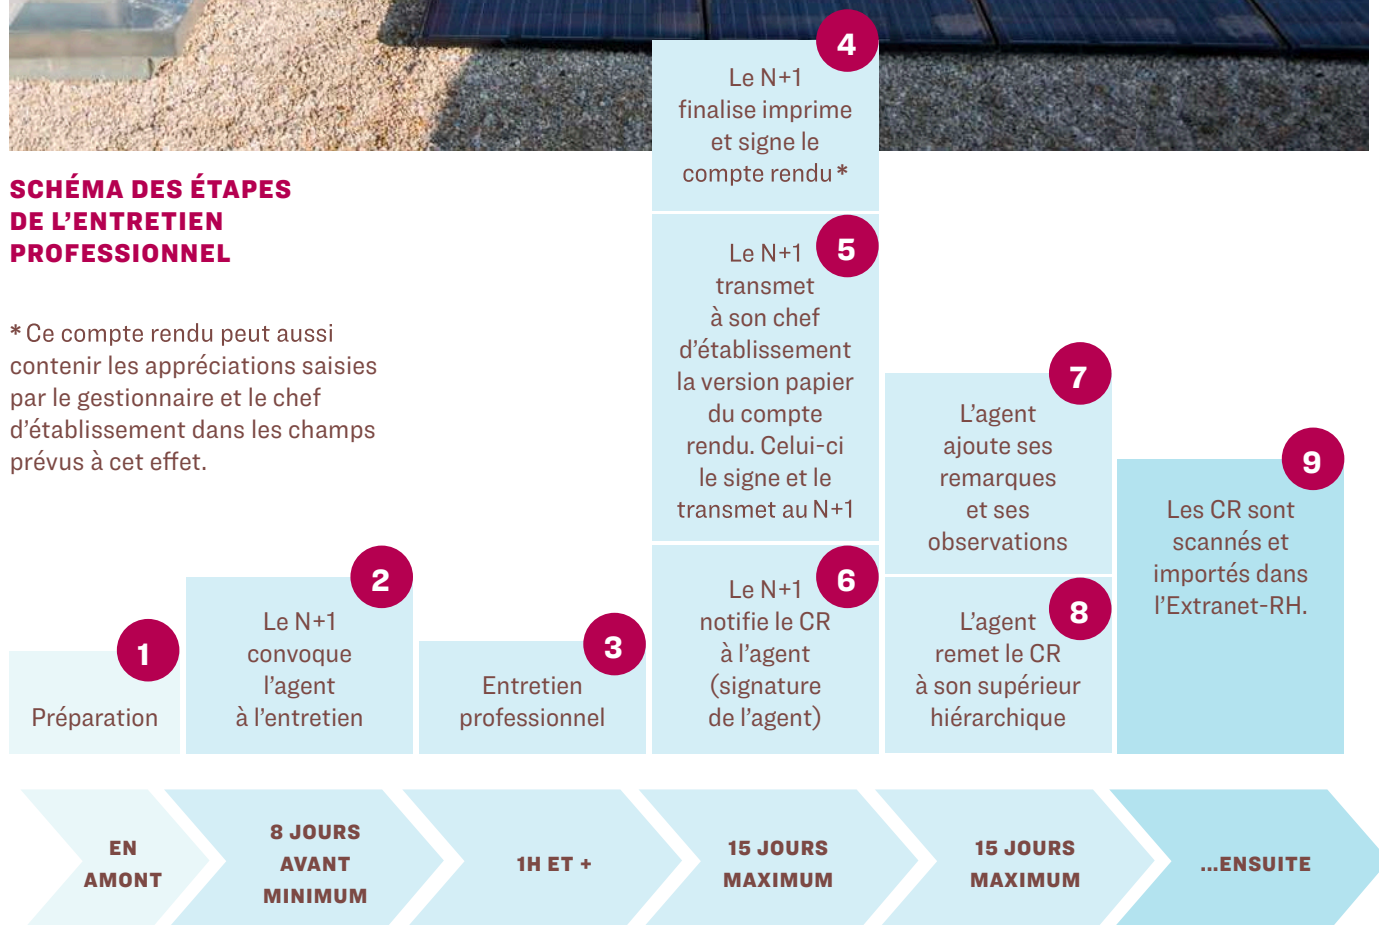 SCHÉMA DES ÉTAPES
DE L'ENTRETIEN
PROFESSIONNEL
* Ce compte rendu peut aussi
contenir les appréciations saisies
par le gestionnaire et le chef
d'établissement dans les champs
prévus à cet effet.
1
Préparation
2
Le N+1
convoque
l'agent
à l'entretien
3
Entretien
professionnel
4
Le N+1
finalise imprime
et signe le
compte rendu *
5
Le N+1
transmet
à son chef
d'établissement
la version papier
du compte
rendu. Celui-ci
le signe et le
transmet au N+1
6
Le N+1
notifie le CR
à l'agent
(signature
de l'agent)
7
L'agent
ajoute ses
remarques
et ses
observations
8
L'agent
remet le CR
à son supérieur
hiérarchique
9
Les CR sont
scannés et
importés dans
l'Extranet-RH.
EN
AMONT
8 JOURS
AVANT
MINIMUM
1H ET +
15 JOURS
MAXIMUM
15 JOURS
MAXIMUM
...ENSUITE